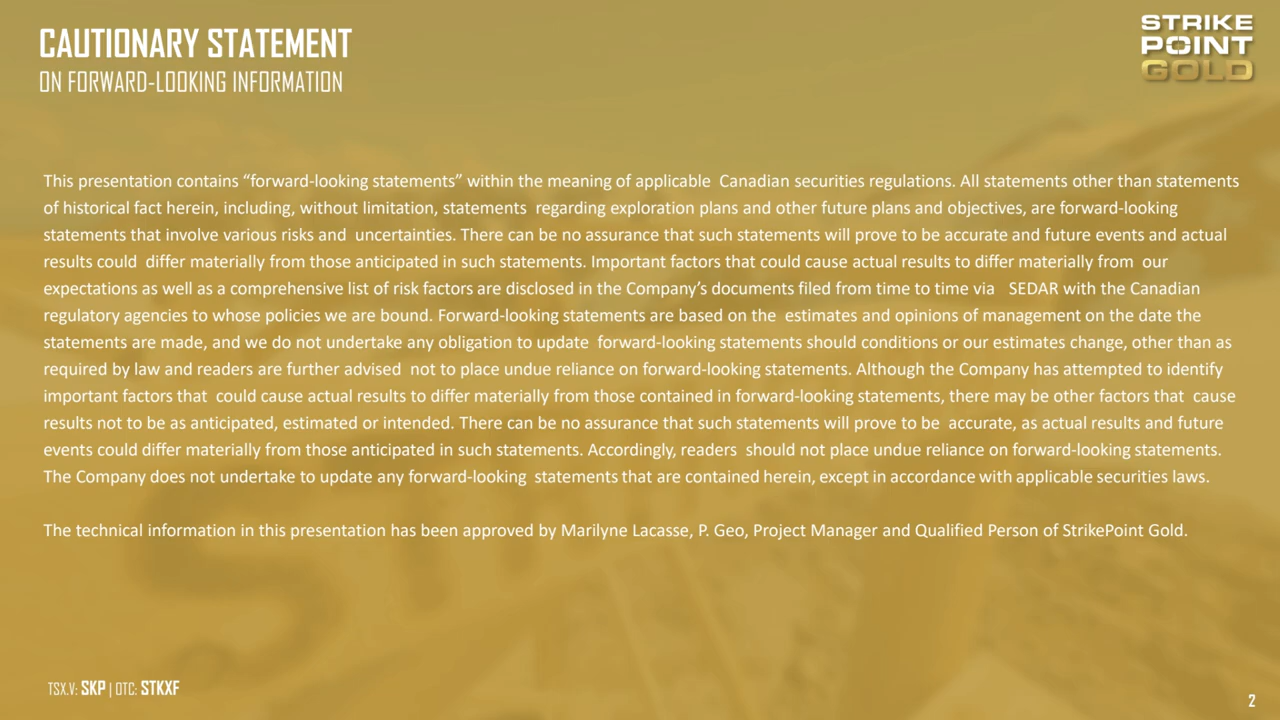 CAUTIONARY STATEMENT
ON FORWARD-LOOKING INFORMATION
STRIKE
POINT
GOLD
This presentation contains “forward-looking statements” within the meaning of applicable Canadian securities regulations. All statements other than statements
of historical fact herein, including, without limitation, statements regarding exploration plans and other future plans and objectives, are forward-looking
statements that involve various risks and uncertainties. There can be no assurance that such statements will prove to be accurate and future events and actual
results could differ materially from those anticipated in such statements. Important factors that could cause actual results to differ materially from our
expectations as well as a comprehensive list of risk factors are disclosed in the Company’s documents filed from time to time via SEDAR with the Canadian
regulatory agencies to whose policies we are bound. Forward-looking statements are based on the estimates and opinions of management on the date the
statements are made, and we do not undertake any obligation to update forward-looking statements should conditions or our estimates change, other than as
required by law and readers are further advised not to place undue reliance on forward-looking statements. Although the Company has attempted to identify
important factors that could cause actual results to differ materially from those contained in forward-looking statements, there may be other factors that cause
results not to be as anticipated, estimated or intended. There can be no assurance that such statements will prove to be accurate, as actual results and future
events could differ materially from those anticipated in such statements. Accordingly, readers should not place undue reliance on forward-looking statements.
The Company does not undertake to update any forward-looking statements that are contained herein, except in accordance with applicable securities laws.
The technical information in this presentation has been approved by Marilyne Lacasse, P. Geo, Project Manager and Qualified Person of StrikePoint Gold.
TSX.V: SKP | OTC: STKXF
2